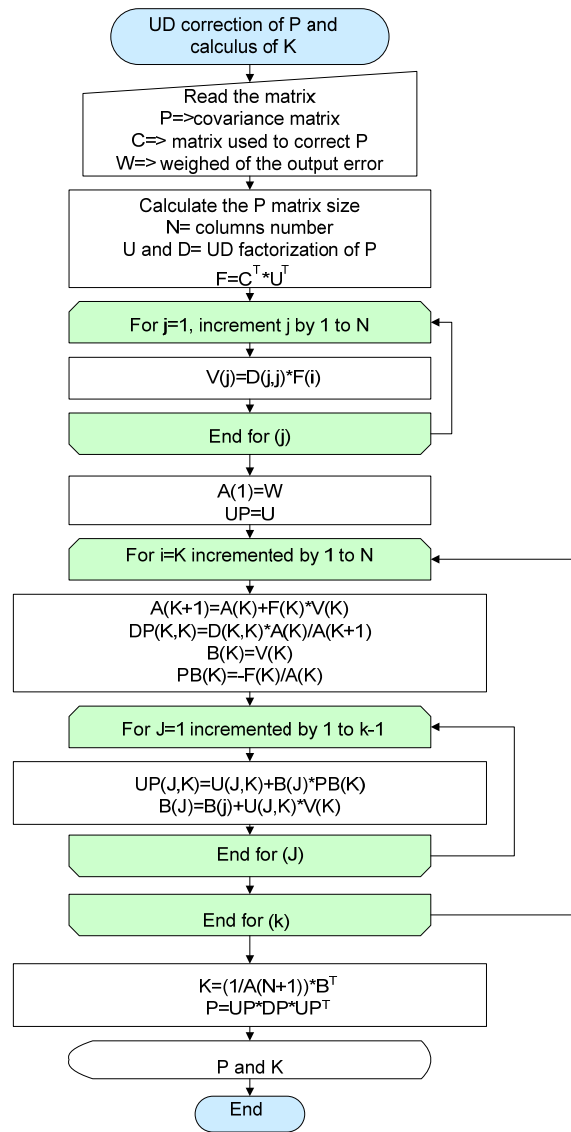 UD correction of P and
calculus of K
Read the matrix
P=>covariance matrix
C=> matrix used to correct P
W=> weighed of the output error
Calculate the P matrix size
N= columns number
U and D= UD factorization of P
F=C^T*U^T
For j=1, increment j by 1 to N
V(j)=D(j,j)*F(i)
End for (j)
A(1)=W
UP=U
For i=K incremented by 1 to N
A(K+1)=A(K)+F(K)*V(K)
DP(K,K)=D(K,K)*A(K)/A(K+1)
B(K)=V(K)
PB(K)=-F(K)/A(K)
For J=1 incremented by 1 to k-1
UP(J,K)=U(J,K)+B(J)*PB(K)
B(J)=B(j)+U(J,K)*V(K)
End for (J)
End for (k)
K=(1/A(N+1))*B^T
P=UP*DP*UP^T
P and K
End